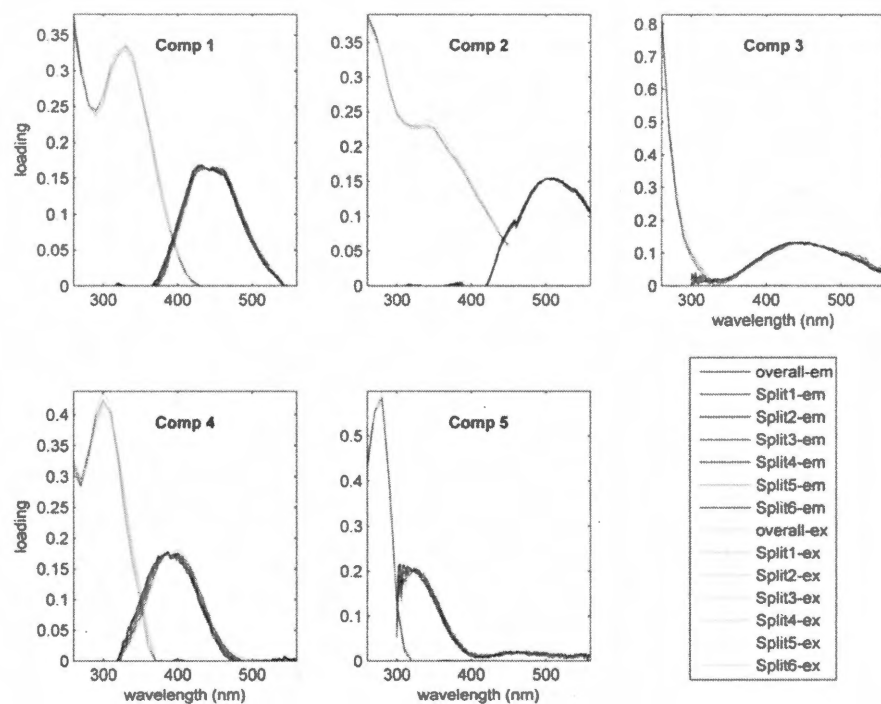 Comp 1
0.35
0.3
0.25
0.2
0.15
0.1
0.05
0
loading
300
400
500
Comp 2
0.35
0.3
0.25
0.2
0.15
0.1
0.05
0
300
400
500
Comp 3
0.8
0.7
0.6
0.5
0.4
0.3
0.2
0.1
0
300
400
500
wavelength (nm)
Comp 4
0.4
0.35
0.3
0.25
0.2
0.15
0.1
0.05
0
loading
300
400
500
wavelength (nm)
Comp 5
0.5
0.4
0.3
0.2
0.1
0
300
400
500
wavelength (nm)
overall-em
Split1-em
Split2-em
Split3-em
Split4-em
Split5-em
Split6-em
overall-ex
Split1-ex
Split2-ex
Split3-ex
Split4-ex
Split5-ex
Split6-ex